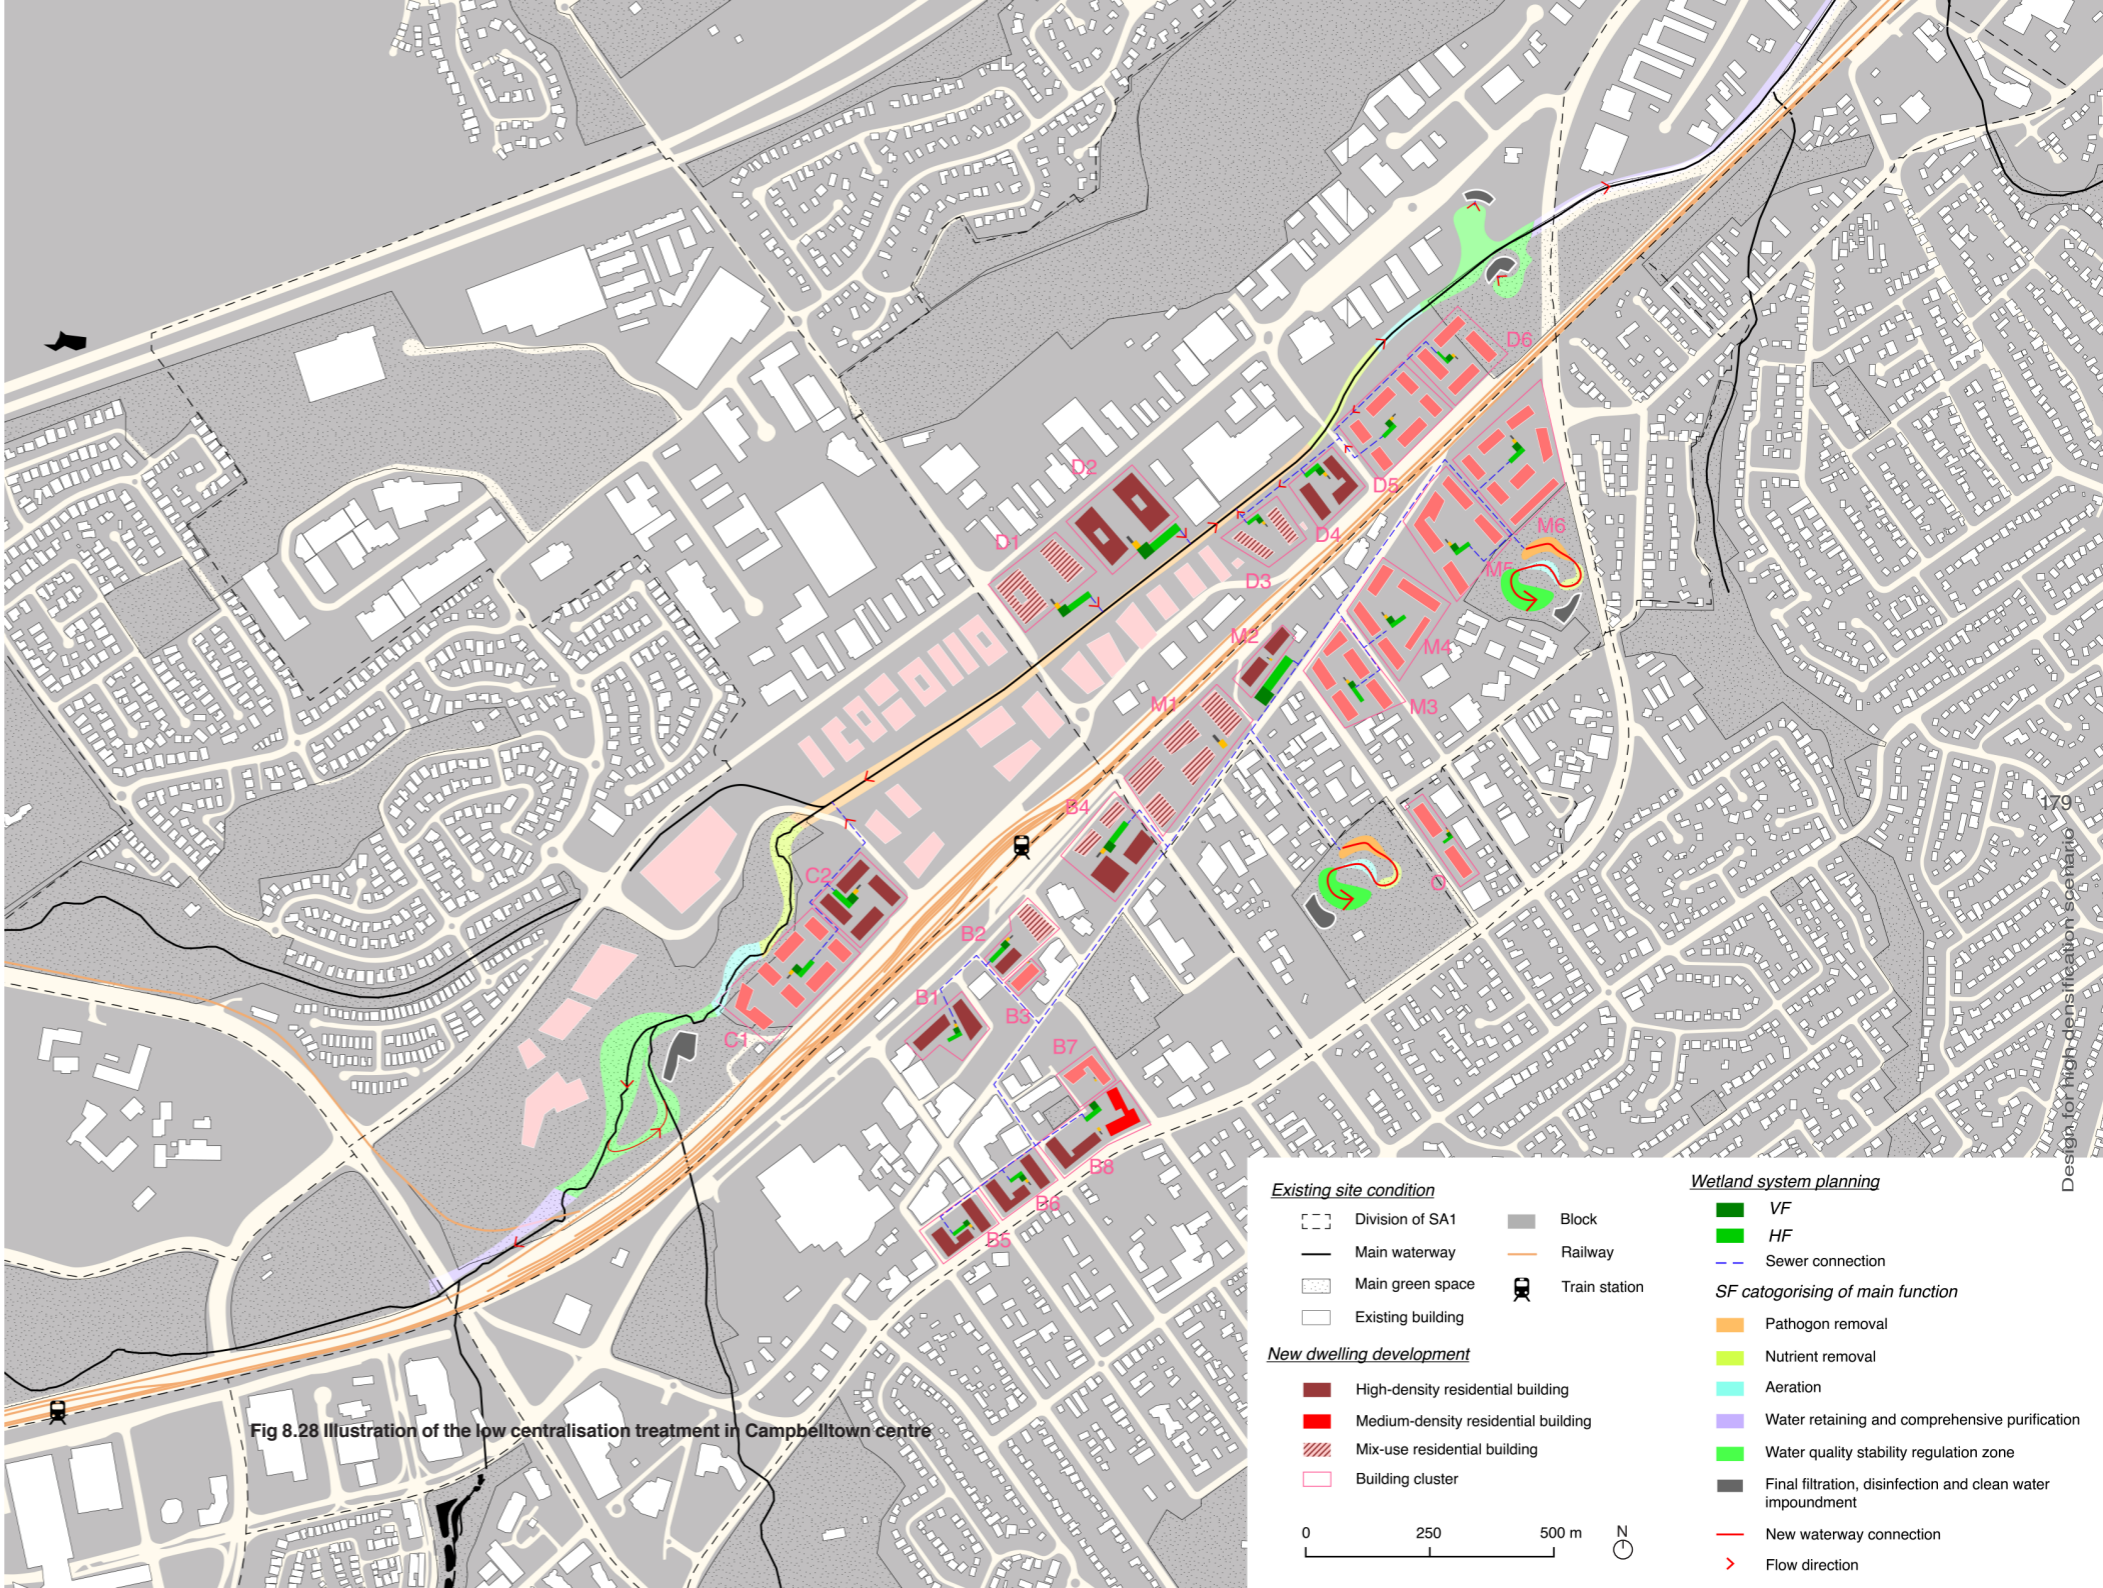 D6
D2
D5
D1
D4
M6
D3
M5
M2
M4
M1
M3
B4
179
C2
O
B2
B1
B3
C1
B7
B8
B6
B5
Design for high densification scenario
Existing site condition
Division of SA1
Block
Main waterway
Railway
Main green space
Train station
Existing building
New dwelling development
High-density residential building
Medium-density residential building
Mix-use residential building
Building cluster
0 250 500 m N
Wetland system planning
VF
HF
Sewer connection
SF catogorising of main function
Pathogon removal
Nutrient removal
Aeration
Water retaining and comprehensive purification
Water quality stability regulation zone
Final filtration, disinfection and clean water
impoundment
New waterway connection
Flow direction
Fig 8.28 Illustration of the low centralisation treatment in Campbelltown centre